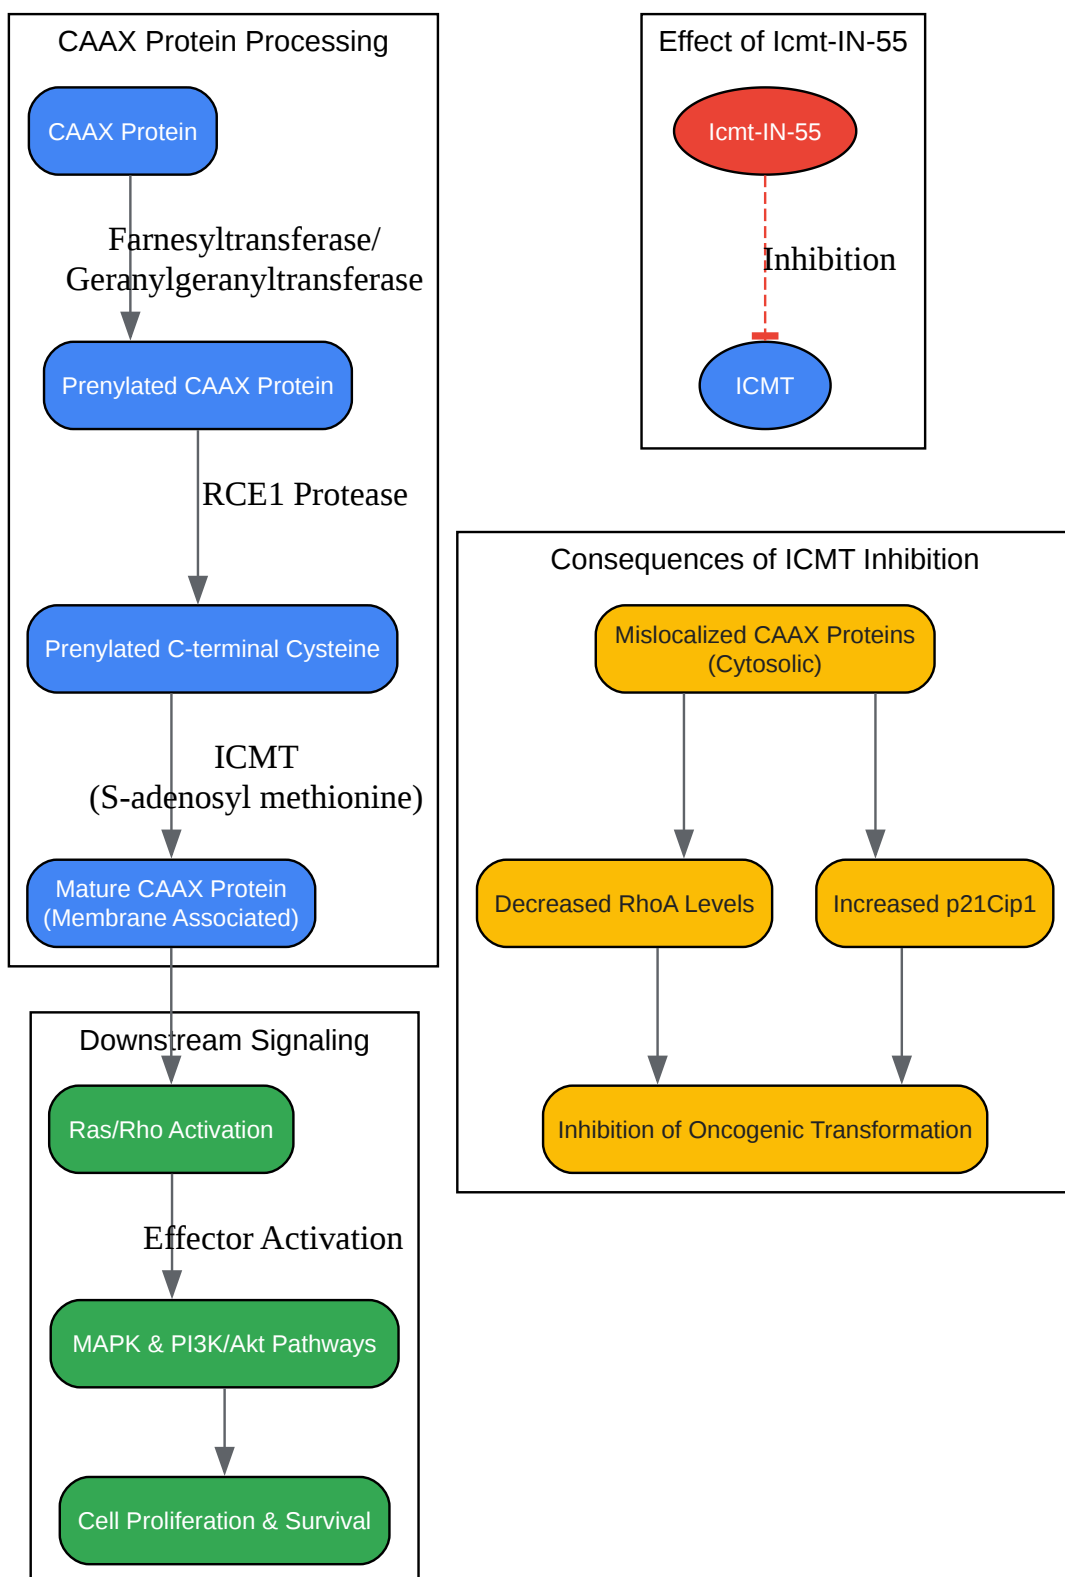 CAAX Protein Processing
CAAX Protein
Farnesyltransferase/
Geranylgeranyltransferase
Prenylated CAAX Protein
RCE1 Protease
Prenylated C-terminal Cysteine
ICMT
(S-adenosyl methionine)
Mature CAAX Protein
(Membrane Associated)
Downstream Signaling
Ras/Rho Activation
Effector Activation
MAPK & PI3K/Akt Pathways
Cell Proliferation & Survival
Effect of Icmt-IN-55
Icmt-IN-55
Inhibition
ICMT
Consequences of ICMT Inhibition
Mislocalized CAAX Proteins
(Cytosolic)
Decreased RhoA Levels
Increased p21Cip1
Inhibition of Oncogenic Transformation